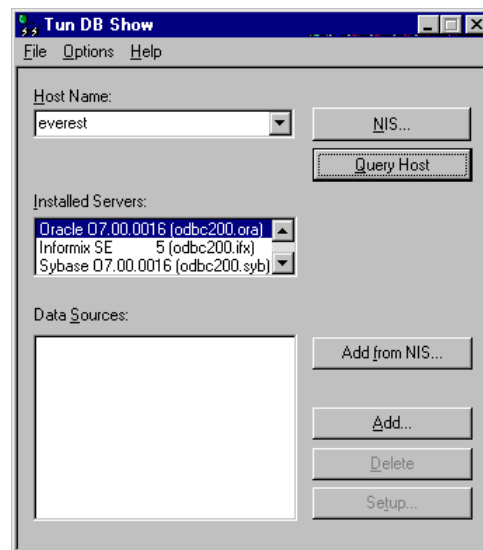 Tun DB Show
File Options Help
Host Name:
everest
NIS...
Query Host
Installed Servers:
Oracle 07.00.0016 (odbc200.ora)
Informix SE 5 (odbc200.ifx)
Sybase 07.00.0016 (odbc200.syb)
Data Sources:
Add from NIS...
Add...
Delete
Setup...